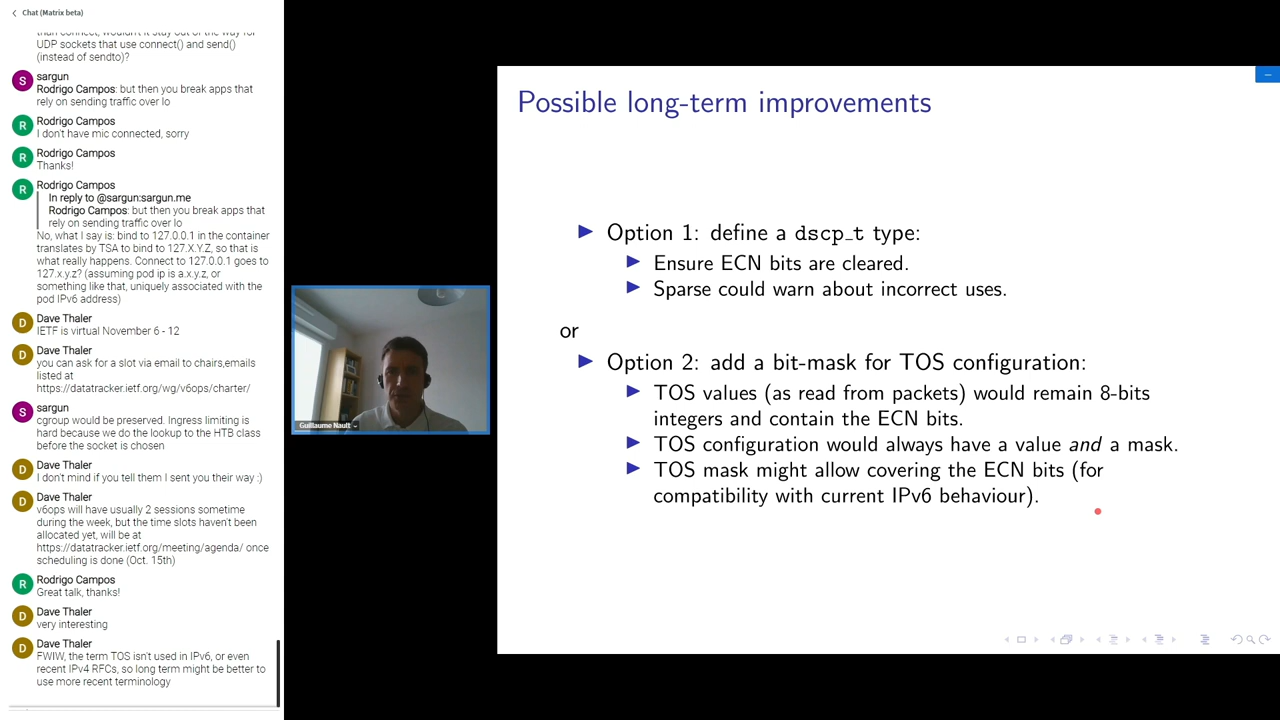 Chat (Matrix beta)
than connect, wouldn't it stay out of the way for
UDP sockets that use connect() and send()
(instead of sendto)?
S
sargun
Rodrigo Campos: but then you break apps that
rely on sending traffic over lo
R
Rodrigo Campos
I don't have mic connected, sorry
R
Rodrigo Campos
Thanks!
R
Rodrigo Campos
In reply to @sargun:sargun.me
Rodrigo Campos: but then you break apps that
rely on sending traffic over lo
No, what I say is: bind to 127.0.0.1 in the container
translates by TSA to bind to 127.X.Y.Z, so that is
what really happens. Connect to 127.0.0.1 goes to
127.x.y.z? (assuming pod ip is a.x.y.z, or
something like that, uniquely associated with the
pod IPv6 address)
D
Dave Thaler
IETF is virtual November 6 - 12
D
Dave Thaler
you can ask for a slot via email to chairs,emails
listed at
https://datatracker.ietf.org/wg/v6ops/charter/
S
sargun
cgroup would be preserved. Ingress limiting is
hard because we do the lookup to the HTB class
before the socket is chosen
D
Dave Thaler
I don't mind if you tell them I sent you their way :)
D
Dave Thaler
v6ops will have usually 2 sessions sometime
during the week, but the time slots haven't been
allocated yet, will be at
https://datatracker.ietf.org/meeting/agenda/ once
scheduling is done (Oct. 15th)
R
Rodrigo Campos
Great talk, thanks!
D
Dave Thaler
very interesting
D
Dave Thaler
FWIW, the term TOS isn't used in IPv6, or even
recent IPv4 RFCs, so long term might be better to
use more recent terminology
Guillaume Nault
Possible long-term improvements
Option 1: define a dscp_t type:
Ensure ECN bits are cleared.
Sparse could warn about incorrect uses.
or
Option 2: add a bit-mask for TOS configuration:
TOS values (as read from packets) would remain 8-bits
integers and contain the ECN bits.
TOS configuration would always have a value and a mask.
TOS mask might allow covering the ECN bits (for
compatibility with current IPv6 behaviour).